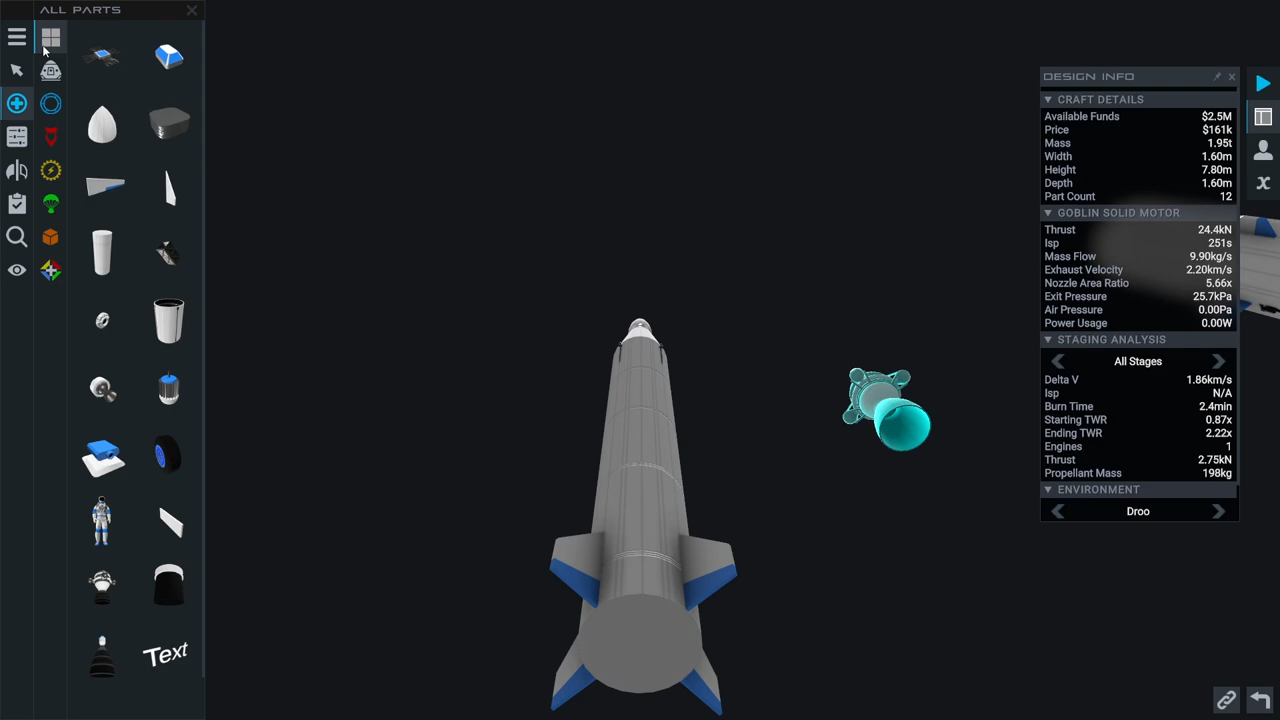 ALL PARTS
Text
DESIGN INFO
CRAFT DETAILS
Available Funds $2.5M
Price $161k
Mass 1.95t
Width 1.60m
Height 7.80m
Depth 1.60m
Part Count 12
GOBLIN SOLID MOTOR
Thrust 24.4kN
Isp 251s
Mass Flow 9.90kg/s
Exhaust Velocity 2.20km/s
Nozzle Area Ratio 5.66x
Exit Pressure 25.7kPa
Air Pressure 0.00Pa
Power Usage 0.00W
STAGING ANALYSIS
All Stages
Delta V 1.86km/s
Isp N/A
Burn Time 2.4min
Starting TWR 0.87x
Ending TWR 2.22x
Engines 1
Thrust 2.75kN
Propellant Mass 198kg
ENVIRONMENT
Droo
x